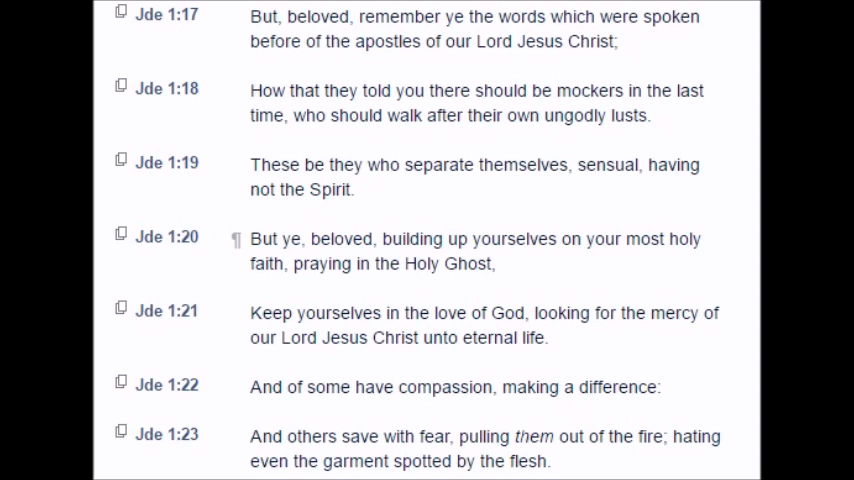 Jde 1:17 But, beloved, remember ye the words which were spoken
before of the apostles of our Lord Jesus Christ;
Jde 1:18 How that they told you there should be mockers in the last
time, who should walk after their own ungodly lusts.
Jde 1:19 These be they who separate themselves, sensual, having
not the Spirit.
Jde 1:20 ¶ But ye, beloved, building up yourselves on your most holy
faith, praying in the Holy Ghost,
Jde 1:21 Keep yourselves in the love of God, looking for the mercy of
our Lord Jesus Christ unto eternal life.
Jde 1:22 And of some have compassion, making a difference:
Jde 1:23 And others save with fear, pulling them out of the fire; hating
even the garment spotted by the flesh.